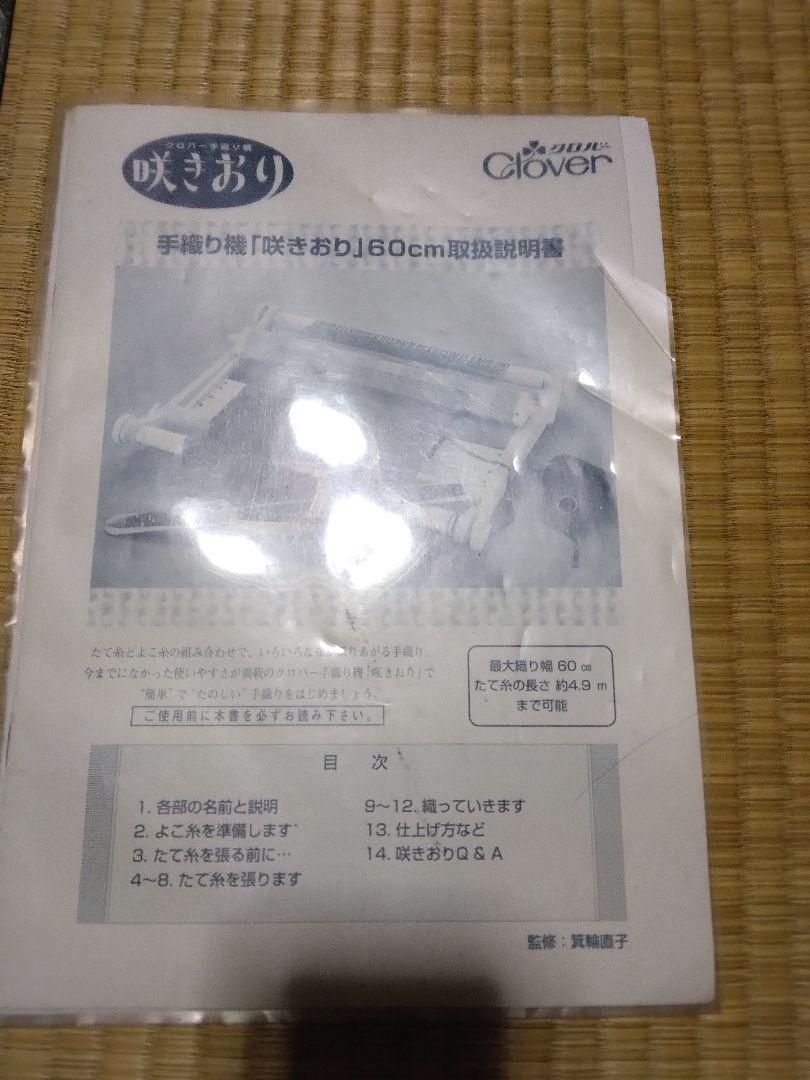 クロバー手織り機
咲きおり
クロバー
Clover
手織り機「咲きおり」60cm取扱説明書
たて糸とよこ糸の組み合わせで、いろいろな布が織りあがる手織り。
今までになかった使いやすさが満載のクロバー手織り機「咲きおり」で
"簡単"で"たのしい"手織りをはじめましょう。
ご使用前に本書を必ずお読み下さい。
最大織り幅 60 cm
たて糸の長さ 約4.9 m
まで可能
目 次
1. 各部の名前と説明
2. よこ糸を準備します
3. たて糸を張る前に…
4～8. たて糸を張ります
9～12. 織っていきます
13. 仕上げ方など
14. 咲きおりQ & A
監修：箕輪直子